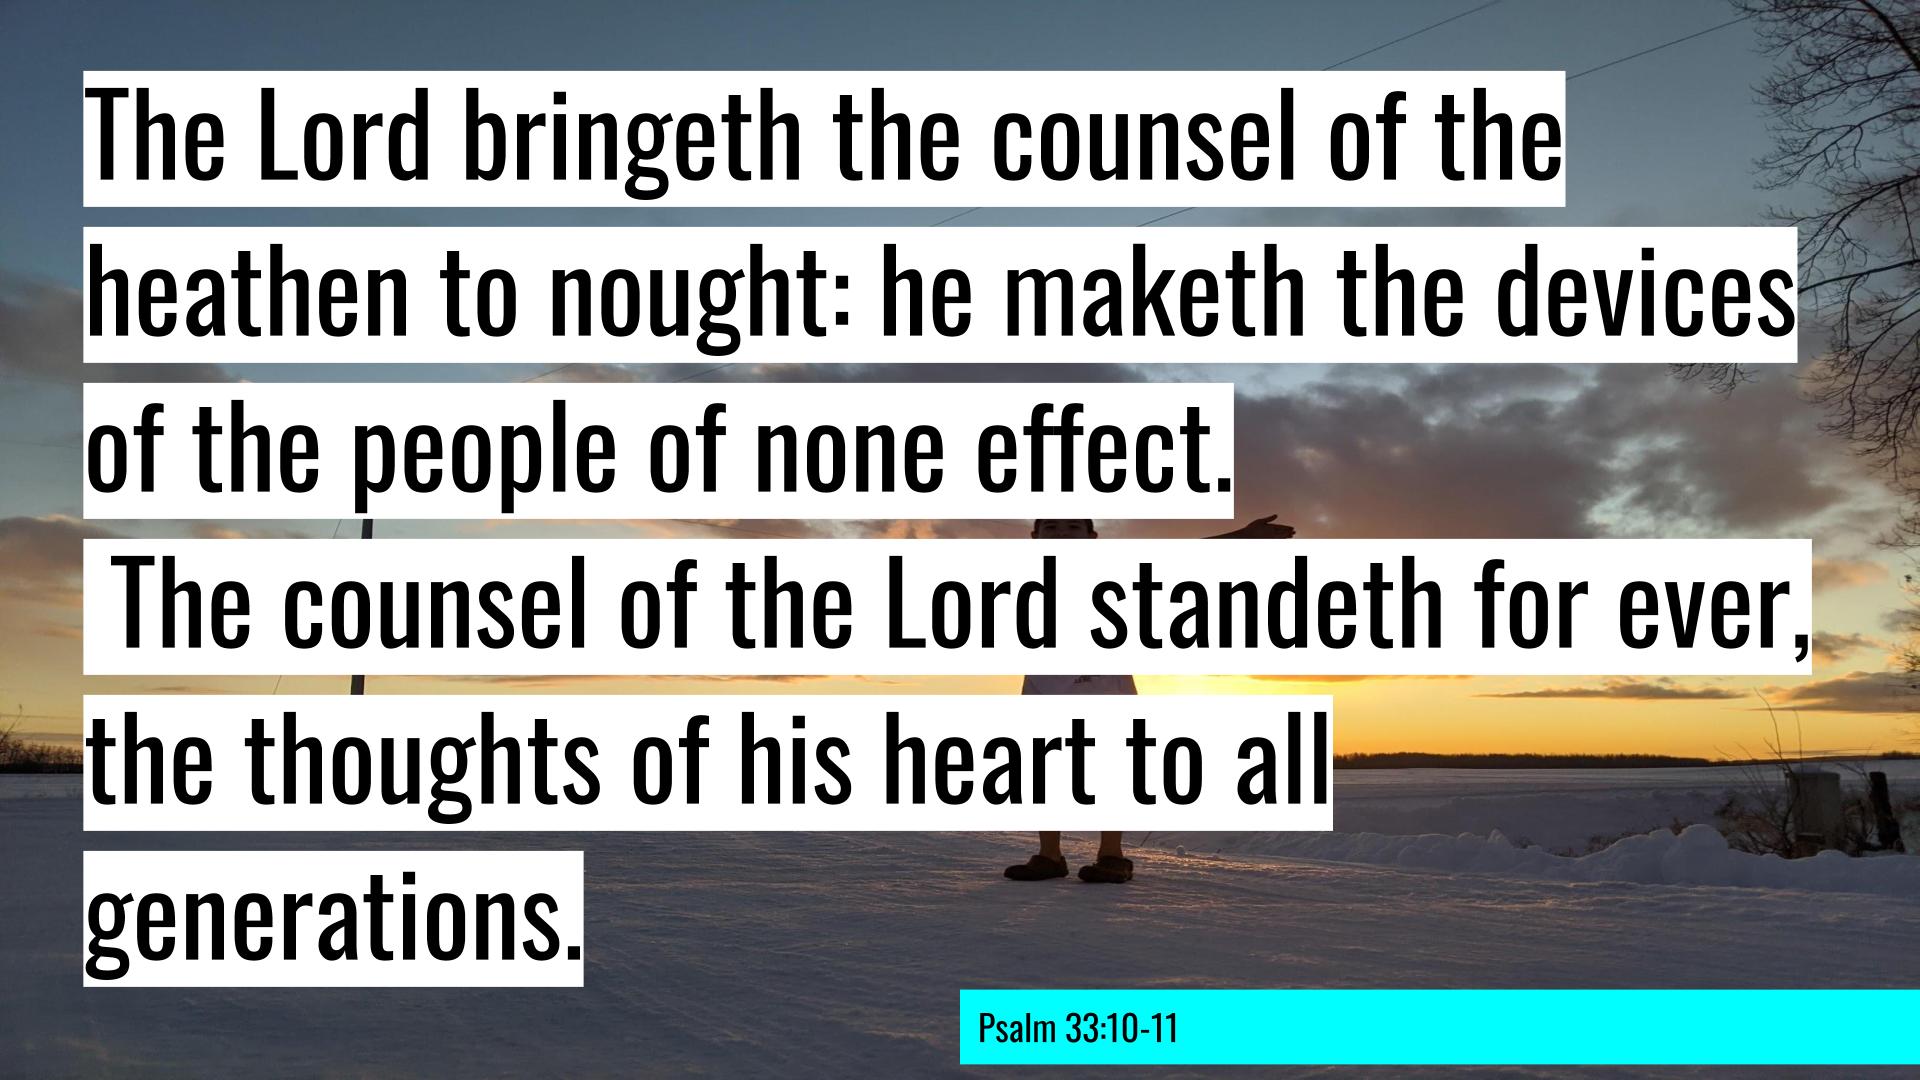 The Lord bringeth the counsel of the
heathen to nought: he maketh the devices
of the people of none effect.
The counsel of the Lord standeth for ever,
the thoughts of his heart to all
generations.
Psalm 33:10-11